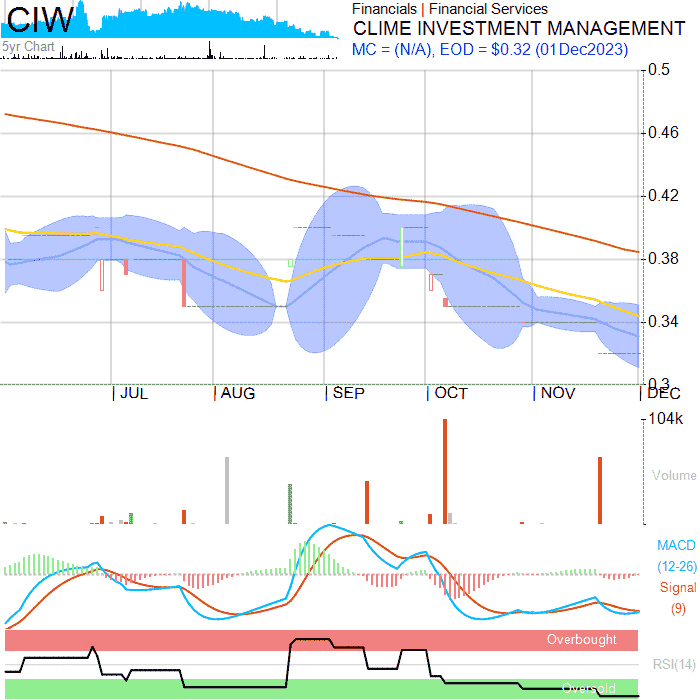 CIW
5yr Chart
Financials | Financial Services
CLIME INVESTMENT MANAGEMENT
MC = (N/A), EOD = $0.32 (01Dec2023)
0.5
0.46
0.42
0.38
0.34
0.3
JUL AUG SEP OCT NOV DEC
104k
Volume
MACD
(12-26)
Signal
(9)
Overbought
RSI(14)
Oversold